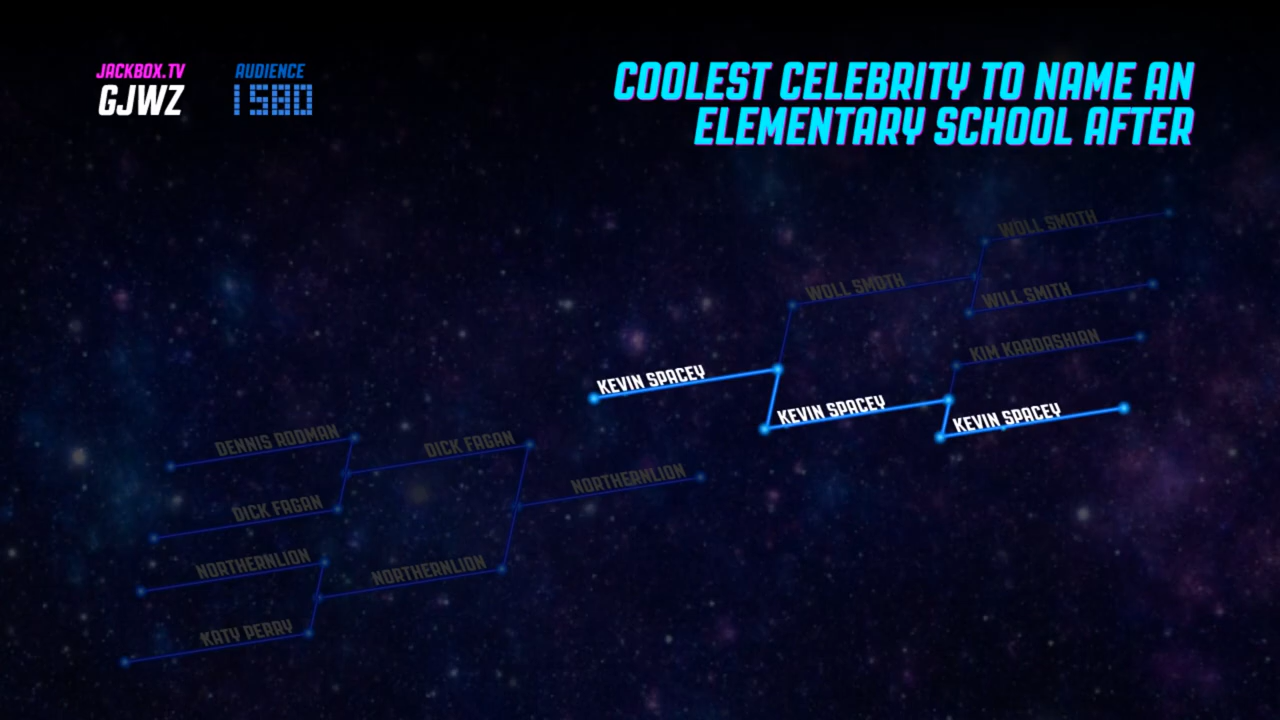 JACKBOX.TV
GJWZ
AUDIENCE
1580
COOLEST CELEBRITY TO NAME AN
ELEMENTARY SCHOOL AFTER
WOLL SMOTH
WOLL SMOTH
WILL SMITH
KIM KARDASHIAN
KEVIN SPACEY
KEVIN SPACEY
KEVIN SPACEY
DENNIS RODMAN
DICK FAGAN
DICK FAGAN
NORTHERNLION
NORTHERNLION
NORTHERNLION
KATY PERRY